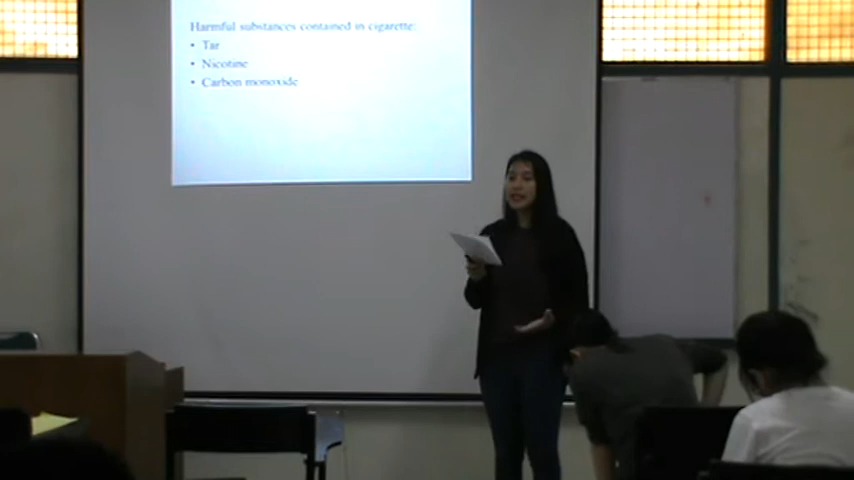 Harmful substances contained in cigarette:
• Tar
• Nicotine
• Carbon monoxide